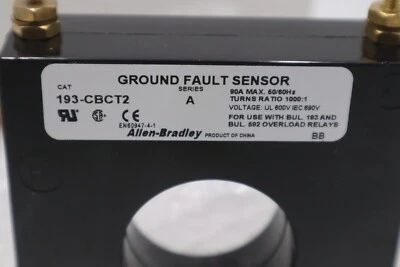 GROUND FAULT SENSOR
CAT SERIES
193-CBCT2 A
90A MAX. 50/60Hz
TURNS RATIO 1000:1
VOLTAGE: UL 600V IEC 690V
FOR USE WITH BUL. 193 AND
BUL. 592 OVERLOAD RELAYS
EN60947-4-1
Allen-Bradley PRODUCT OF CHINA BB